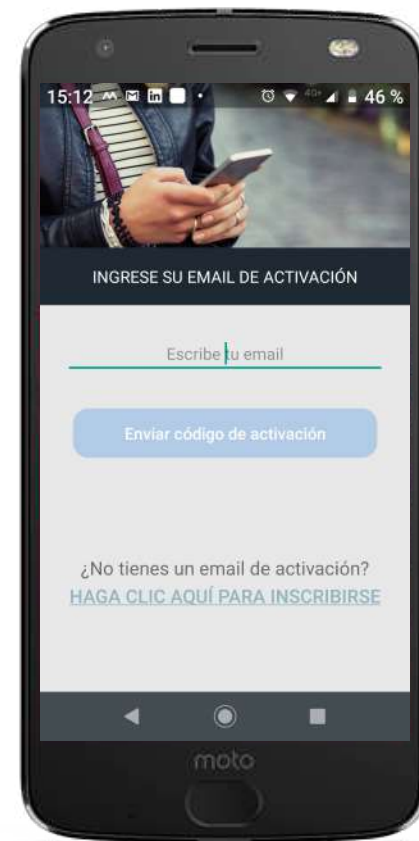 15:12 46 %
INGRESE SU EMAIL DE ACTIVACIÓN
Escribe tu email
Enviar código de activación
¿No tienes un email de activación?
HAGA CLIC AQUÍ PARA INSCRIBIRSE
moto